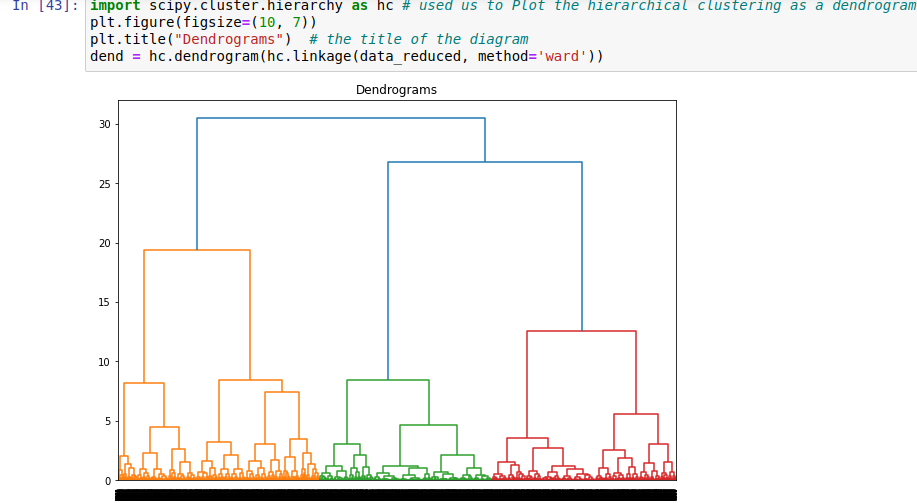 In [43]: import scipy.cluster.hierarchy as hc # used us to Plot the hierarchical clustering as a dendrogram
plt.figure(figsize=(10, 7))
plt.title("Dendrograms")  # the title of the diagram
dend = hc.dendrogram(hc.linkage(data_reduced, method='ward'))
Dendrograms
30
25
20
15
10
5
0